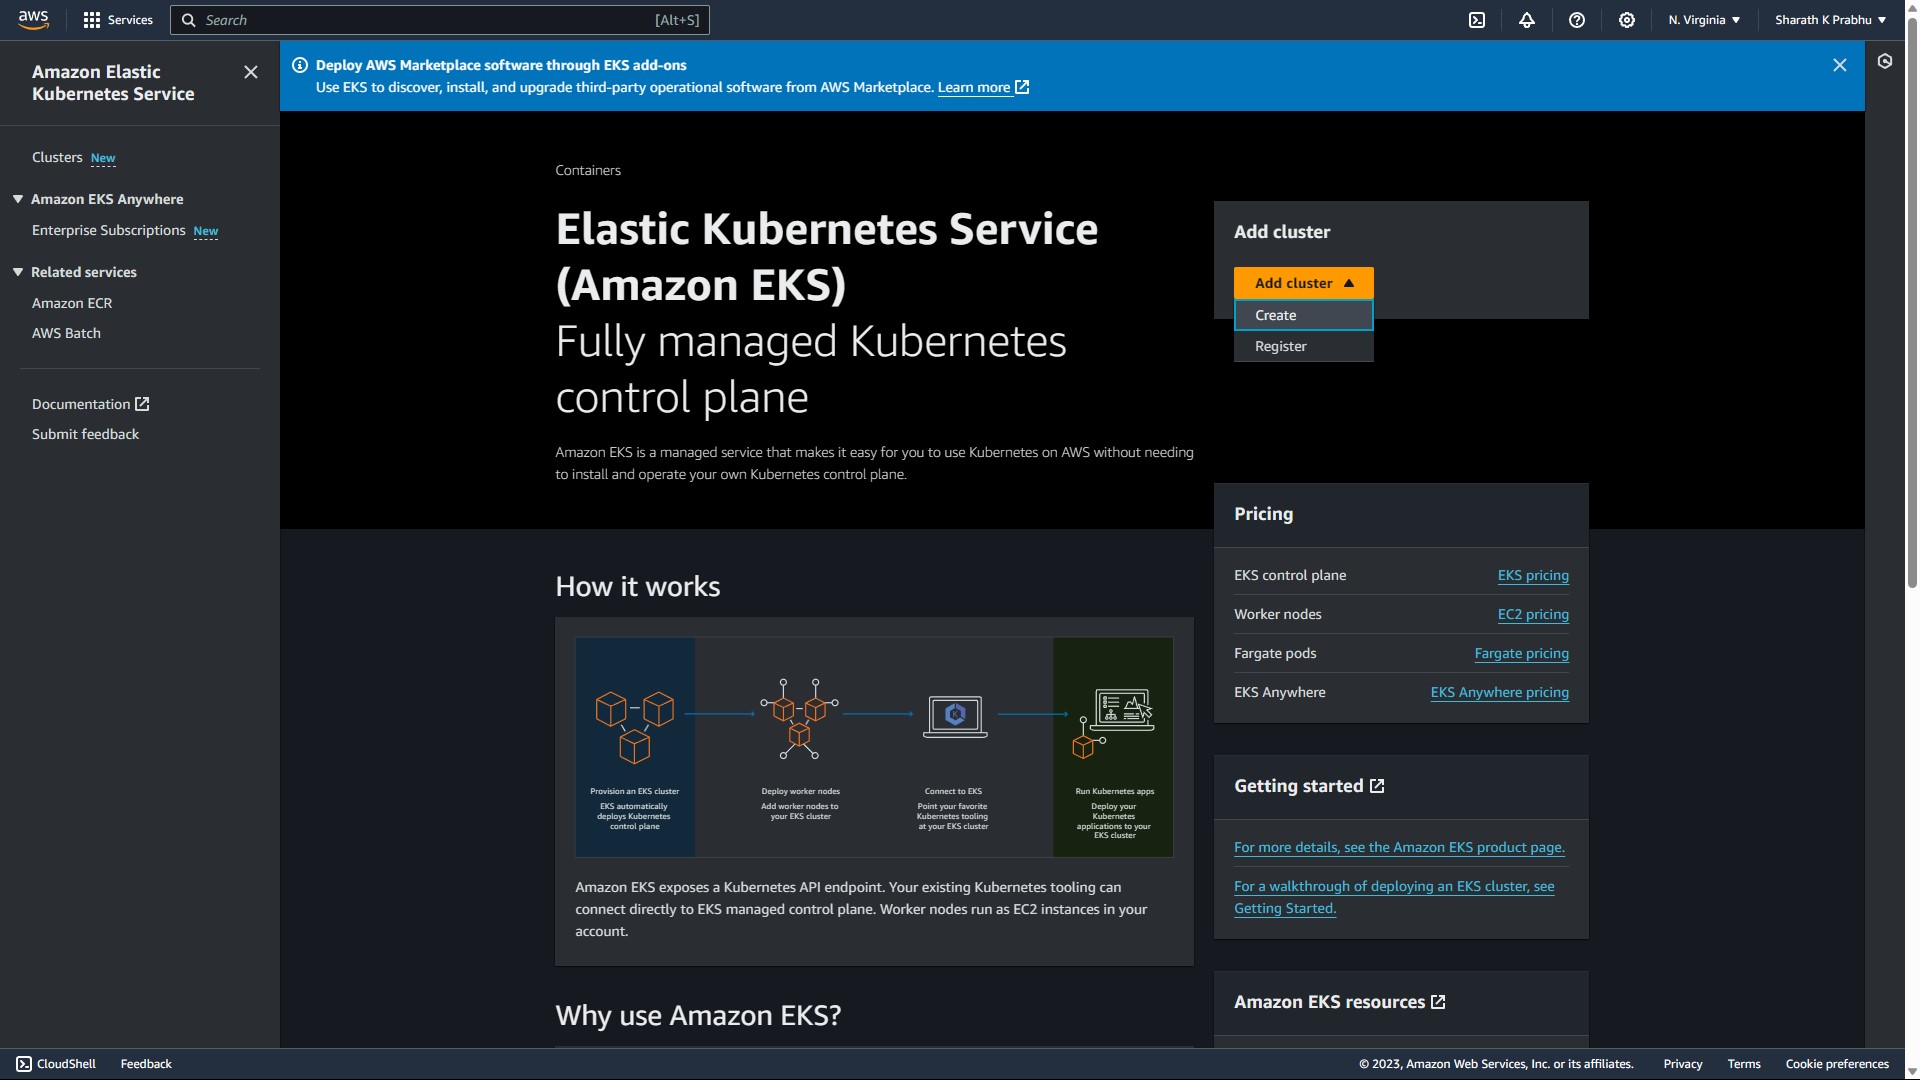 aws
Services
Search
[Alt+S]
N. Virginia
Sharath K Prabhu
Amazon Elastic
Kubernetes Service
Clusters New
Amazon EKS Anywhere
Enterprise Subscriptions New
Related services
Amazon ECR
AWS Batch
Documentation
Submit feedback
Deploy AWS Marketplace software through EKS add-ons
Use EKS to discover, install, and upgrade third-party operational software from AWS Marketplace. Learn more
Containers
Elastic Kubernetes Service
(Amazon EKS)
Fully managed Kubernetes
control plane
Amazon EKS is a managed service that makes it easy for you to use Kubernetes on AWS without needing
to install and operate your own Kubernetes control plane.
Add cluster
Add cluster
Create
Register
Pricing
EKS control plane EKS pricing
Worker nodes EC2 pricing
Fargate pods Fargate pricing
EKS Anywhere EKS Anywhere pricing
How it works
Provision an EKS cluster
EKS automatically
deploys Kubernetes
control plane
Deploy worker nodes
Add worker nodes to
your EKS cluster
Connect to EKS
Point your favorite
Kubernetes tooling
at your EKS cluster
Run Kubernetes apps
Deploy your
Kubernetes
applications to your
EKS cluster
Amazon EKS exposes a Kubernetes API endpoint. Your existing Kubernetes tooling can
connect directly to EKS managed control plane. Worker nodes run as EC2 instances in your
account.
Getting started
For more details, see the Amazon EKS product page.
For a walkthrough of deploying an EKS cluster, see
Getting Started.
Why use Amazon EKS?
Amazon EKS resources
CloudShell
Feedback
© 2023, Amazon Web Services, Inc. or its affiliates.
Privacy
Terms
Cookie preferences